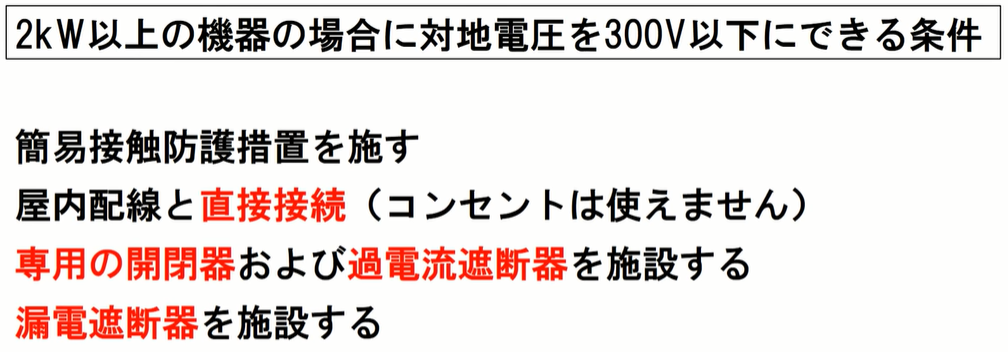 2kW以上の機器の場合に対地電圧を300V以下にできる条件
簡易接触防護措置を施す
屋内配線と直接接続（コンセントは使えません）
専用の開閉器および過電流遮断器を施設する
漏電遮断器を施設する